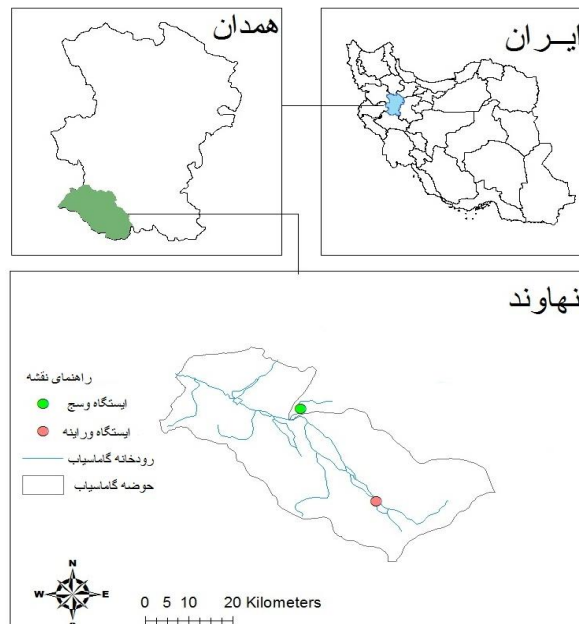 ایـران
همدان
نهاوند
راهنمای نقشه
ایستگاه وسج
ایستگاه وراینه
رودخانه گاماسیاب
حوضه گاماسیاب
N
W E
0 5 10 20 Kilometers